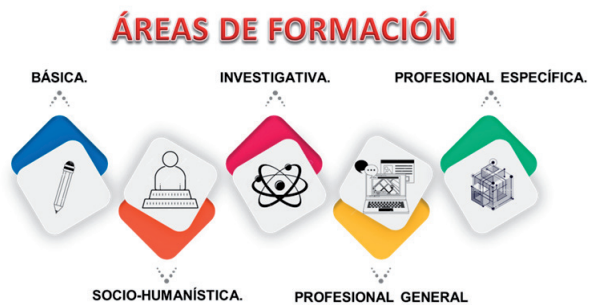 ÁREAS DE FORMACIÓN
BÁSICA.
INVESTIGATIVA.
PROFESIONAL ESPECÍFICA.
SOCIO-HUMANÍSTICA.
PROFESIONAL GENERAL